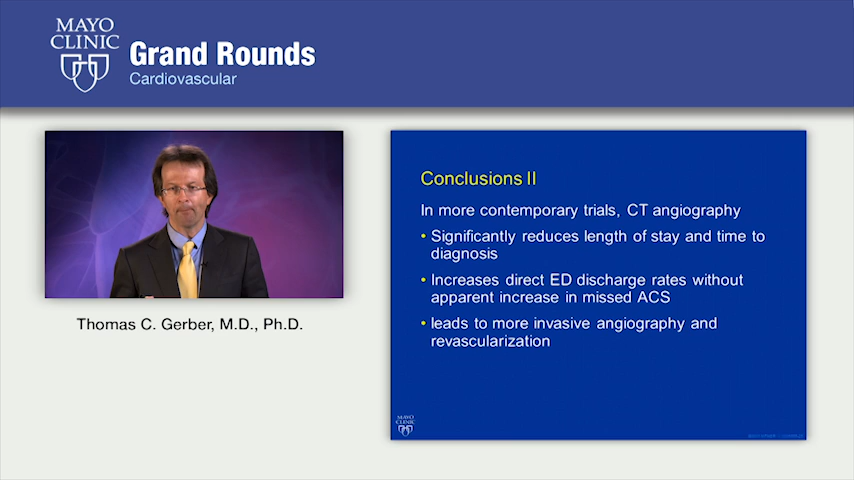 MAYO
CLINIC
Grand Rounds
Cardiovascular
Thomas C. Gerber, M.D., Ph.D.
Conclusions II
In more contemporary trials, CT angiography
• Significantly reduces length of stay and time to
diagnosis
• Increases direct ED discharge rates without
apparent increase in missed ACS
• leads to more invasive angiography and
revascularization
MAYO
CLINIC